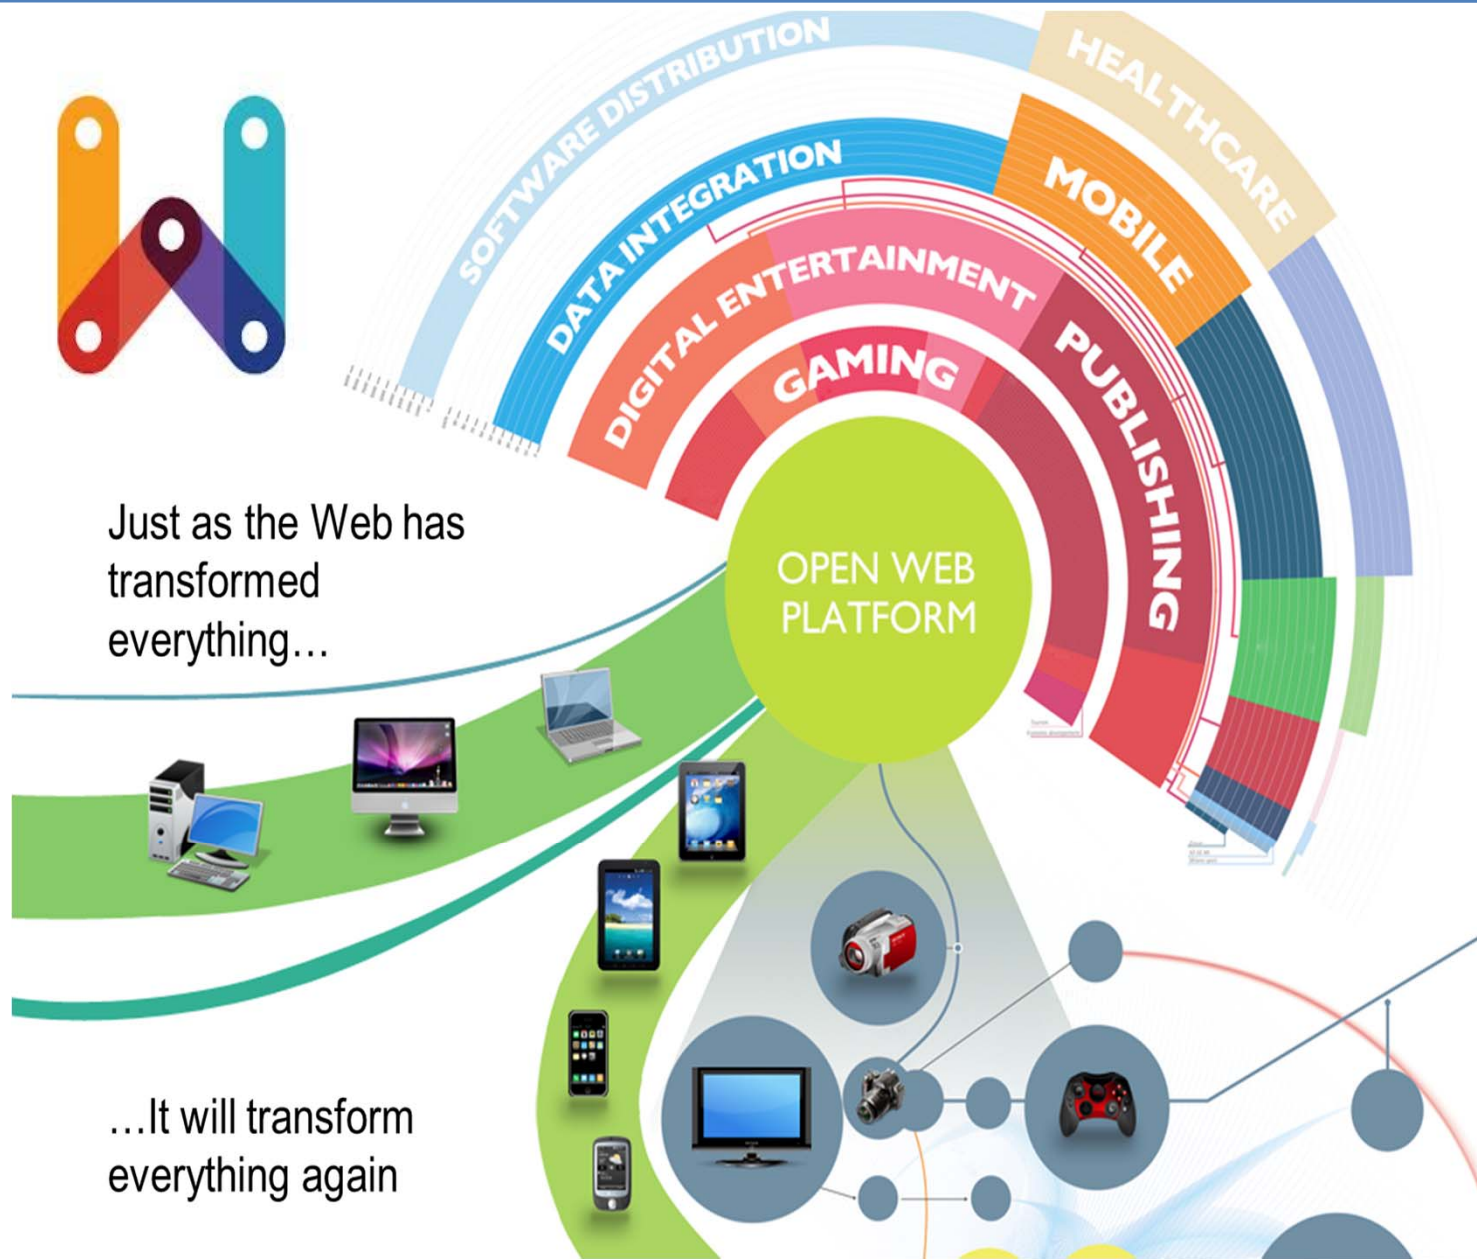 SOFTWARE DISTRIBUTION
HEALTHCARE
DATA INTEGRATION
MOBILE
DIGITAL ENTERTAINMENT
GAMING
PUBLISHING
Just as the Web has
transformed
everything…
OPEN WEB
PLATFORM
…It will transform
everything again